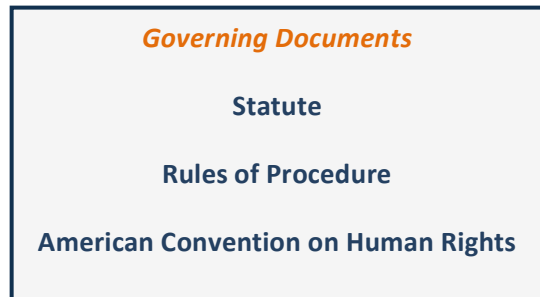 Governing Documents
Statute
Rules of Procedure
American Convention on Human Rights